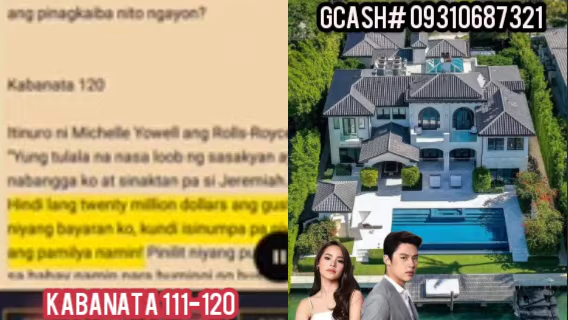 ang pinagkaiba nito ngayon?
Kabanata 120
Itinuro ni Michelle Yowell ang Rolls-Royc
"Yung tulala na nasa loob ng sasakyan a
nabangga ko at sinaktan pa si Jeremiah
Hindi lang twenty million dollars ang gus
niyang bayaran ko, kundi isinumpa pa
ang pamilya namin! Pinilit niyang pu
sa bahay namin para humingi ng
KABANATA 111-120
GCASH# 09310687321